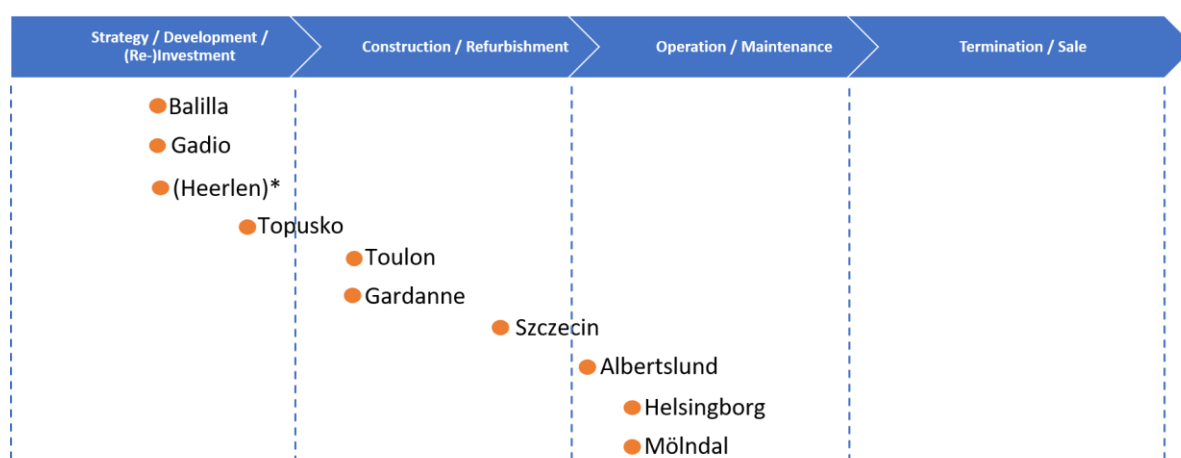 Strategy / Development /
(Re-)Investment
Construction / Refurbishment
Operation / Maintenance
Termination / Sale
Balilla
Gadio
(Heerlen)*
Topusko
Toulon
Gardanne
Szczecin
Albertslund
Helsingborg
Mölndal